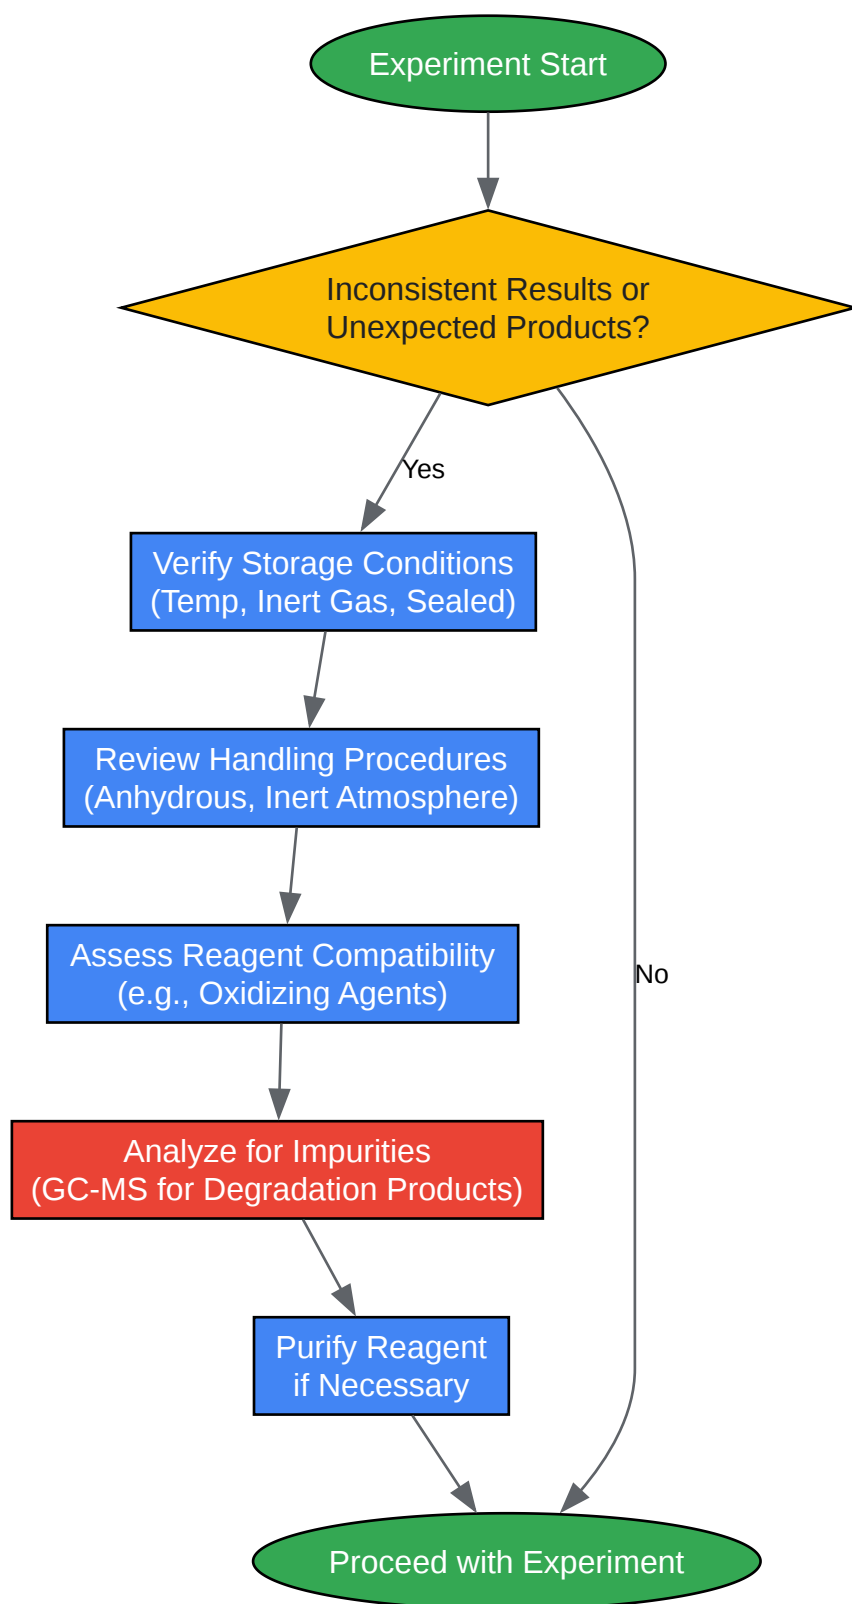 Experiment Start
Inconsistent Results or
Unexpected Products?
Yes
Verify Storage Conditions
(Temp, Inert Gas, Sealed)
Review Handling Procedures
(Anhydrous, Inert Atmosphere)
Assess Reagent Compatibility
(e.g., Oxidizing Agents)
No
Analyze for Impurities
(GC-MS for Degradation Products)
Purify Reagent
if Necessary
Proceed with Experiment